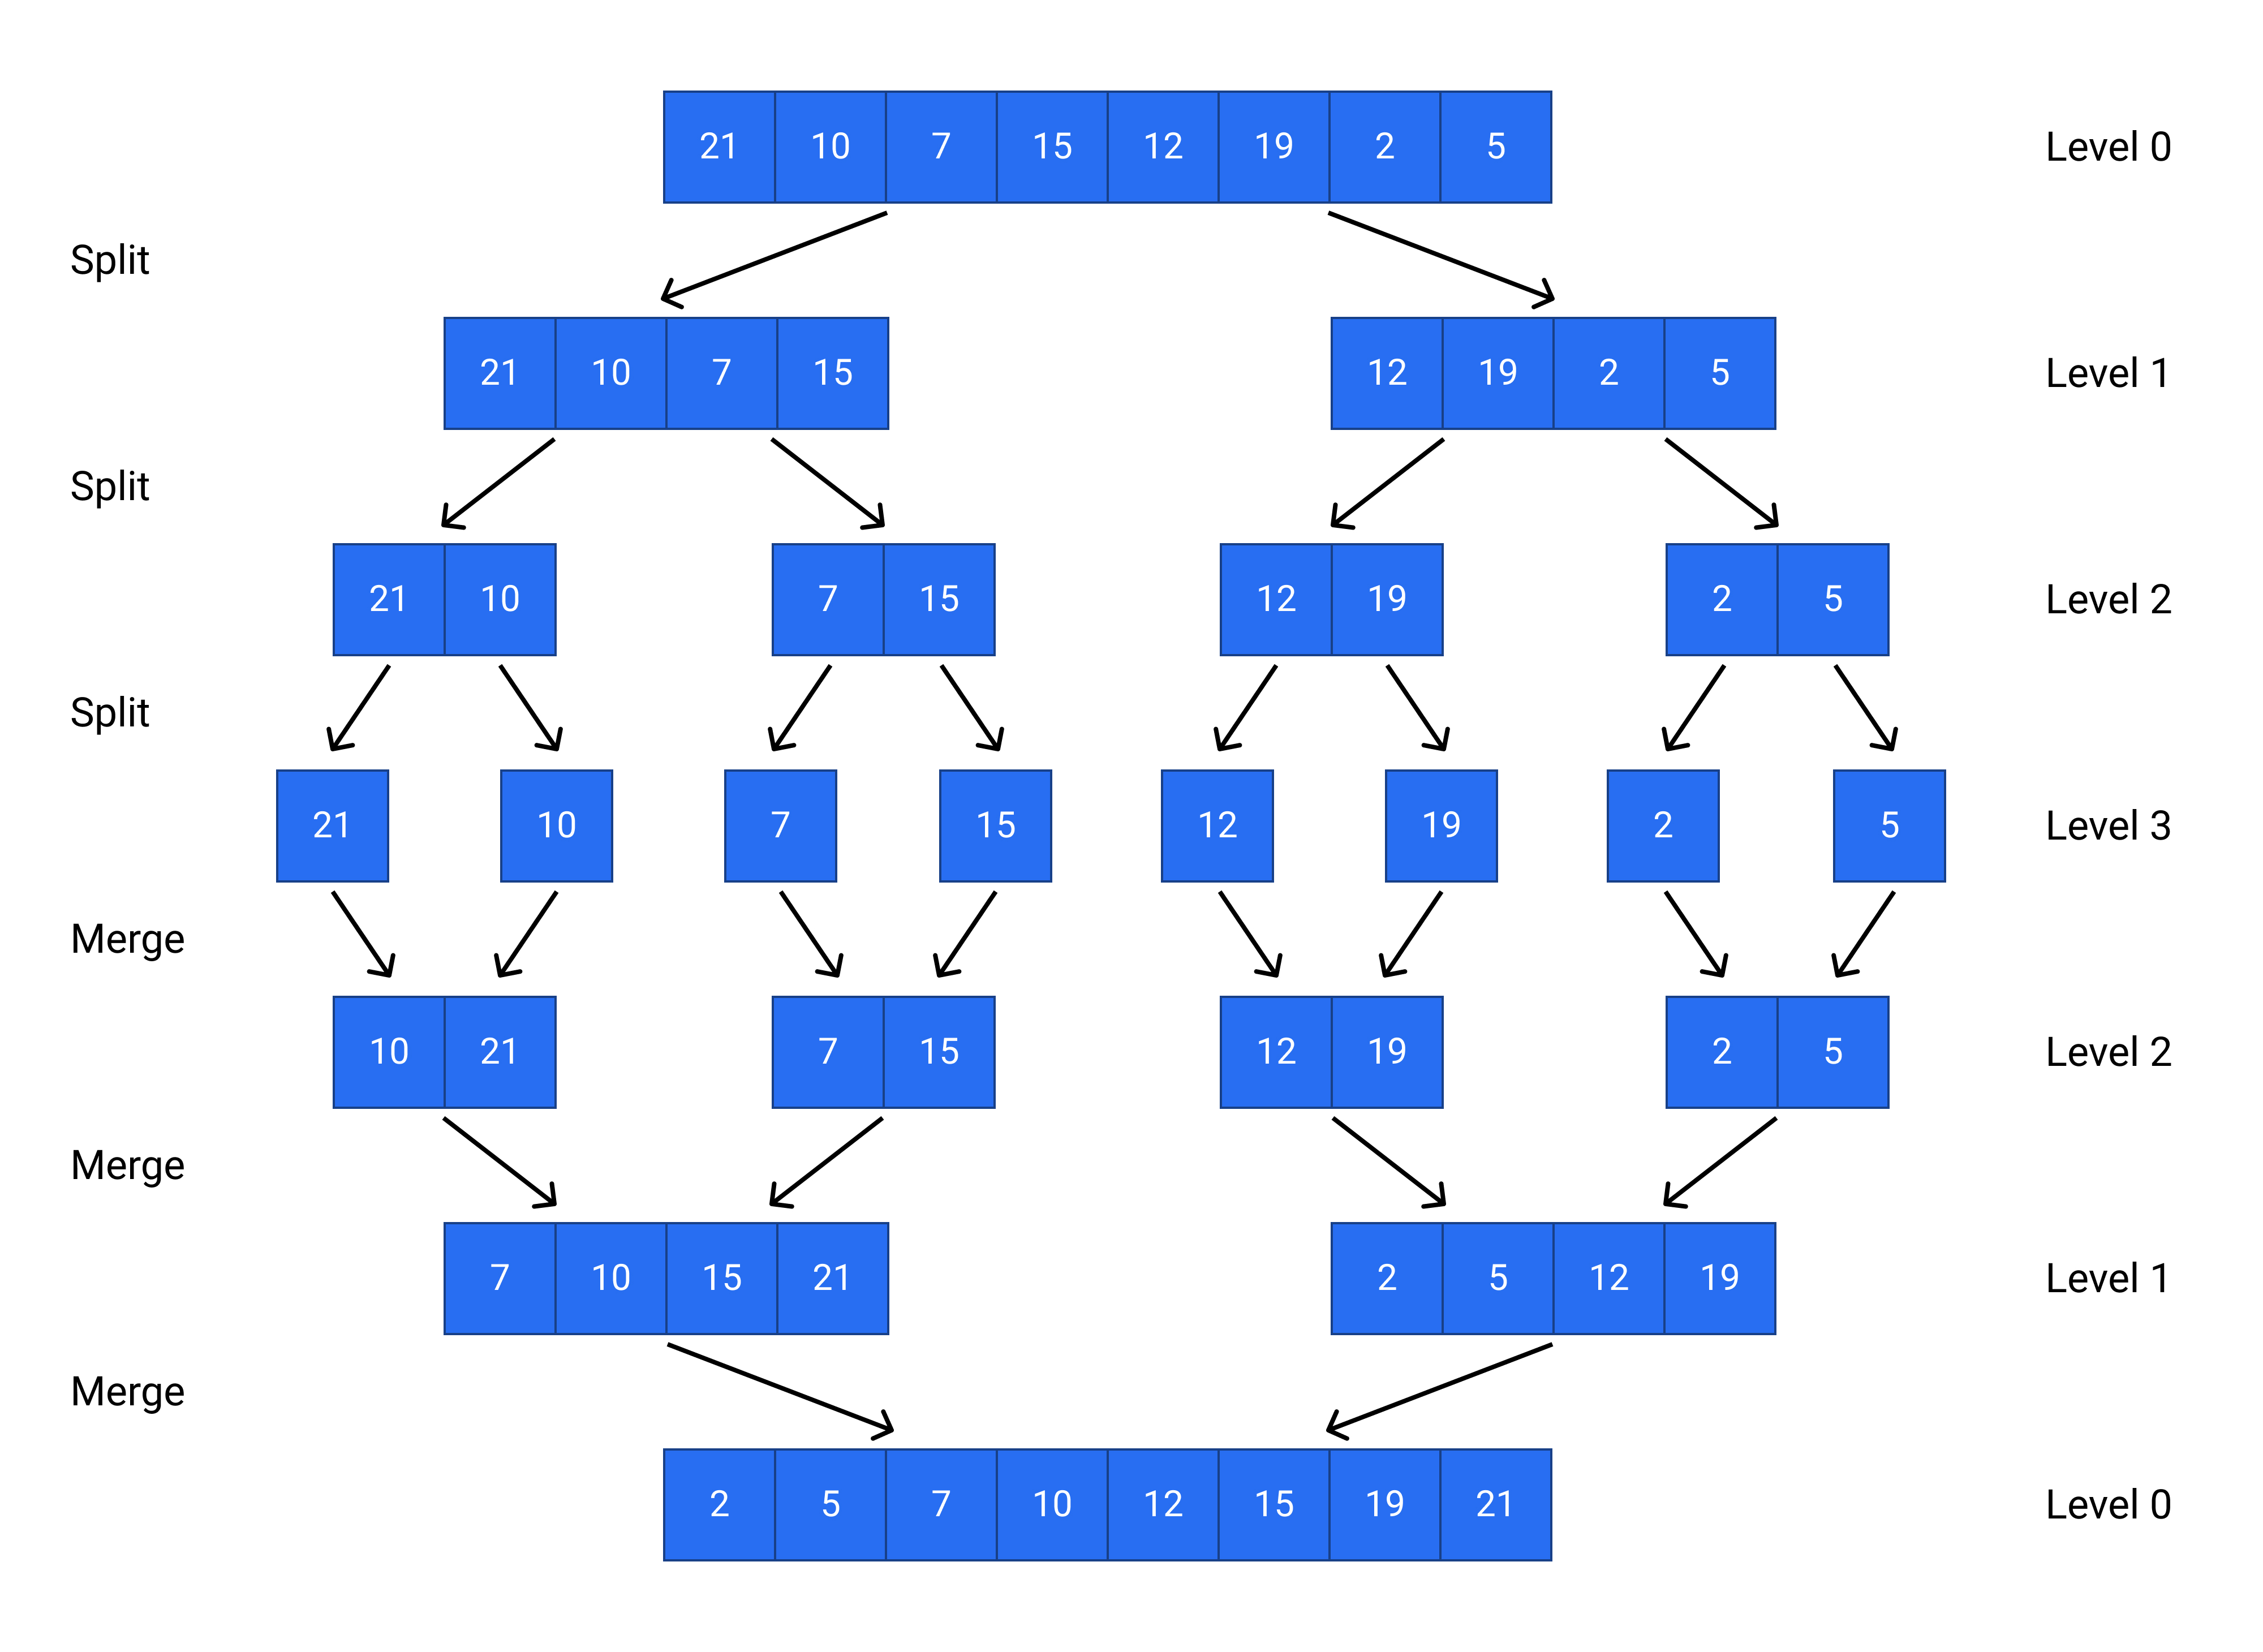 21 10 7 15 12 19 2 5 Level 0
Split
21 10 7 15 12 19 2 5 Level 1
Split
21 10 7 15 12 19 2 5 Level 2
Split
21 10 7 15 12 19 2 5 Level 3
Merge
10 21 7 15 12 19 2 5 Level 2
Merge
7 10 15 21 2 5 12 19 Level 1
Merge
2 5 7 10 12 15 19 21 Level 0